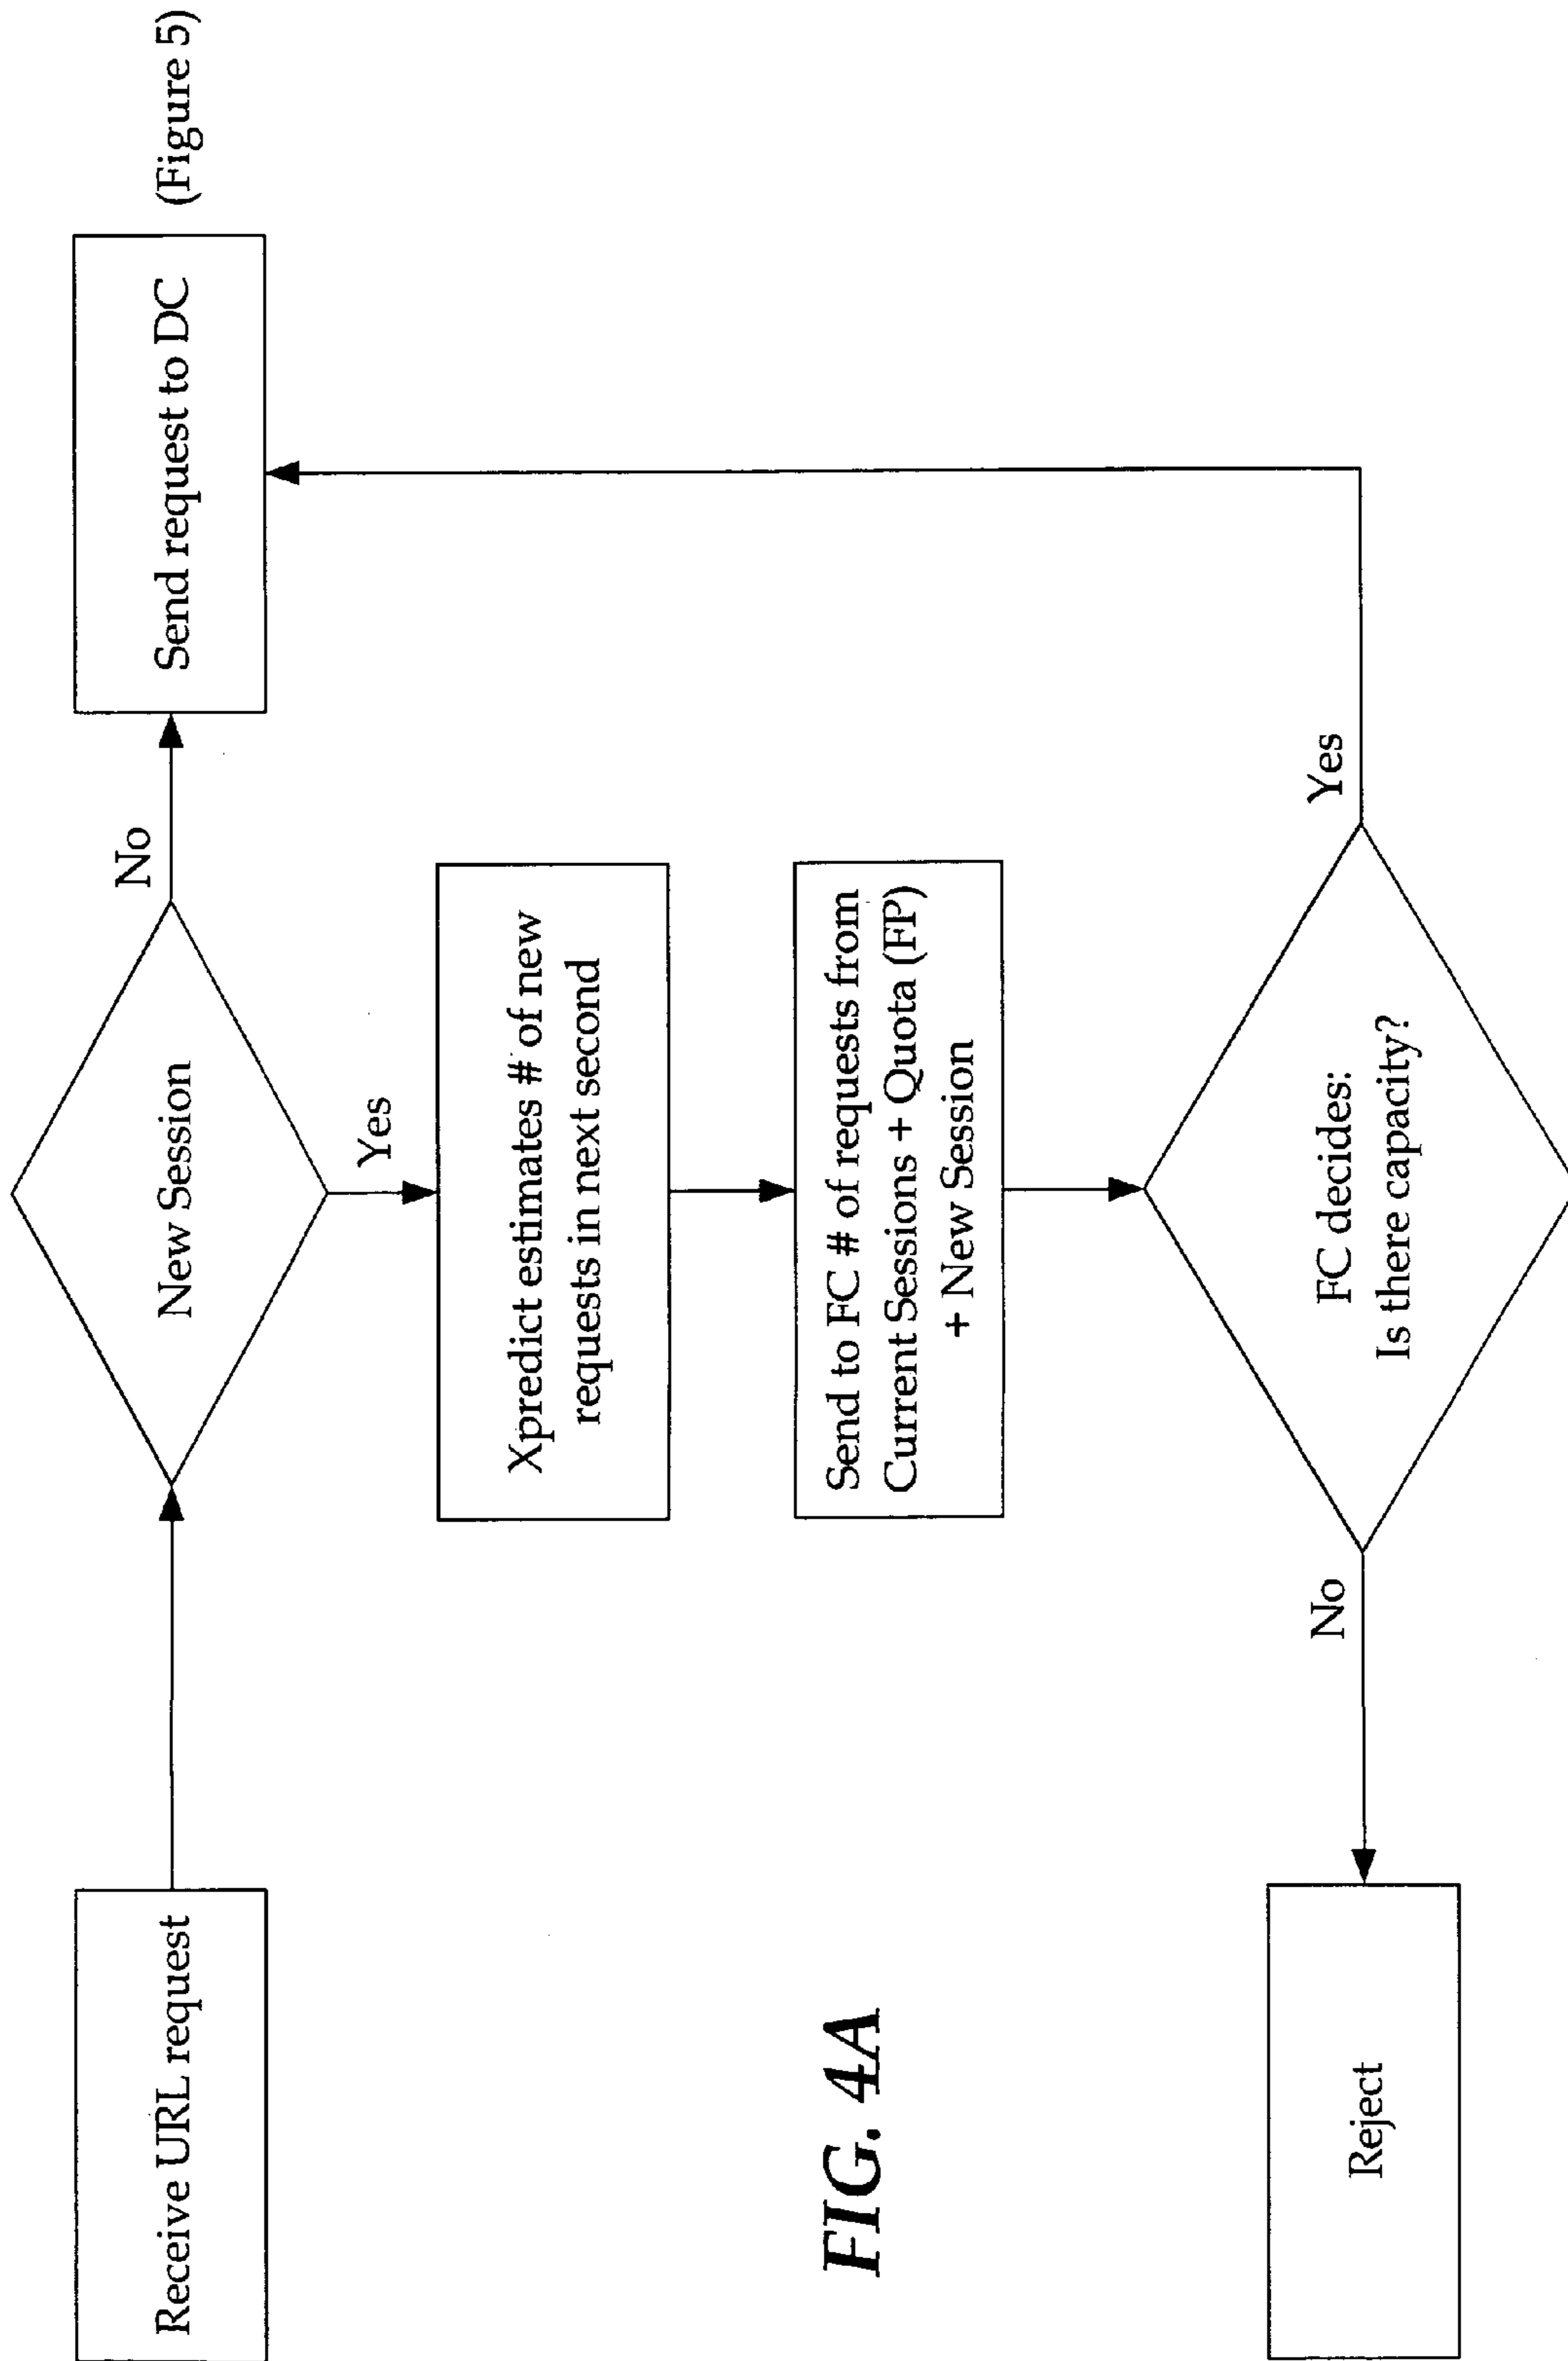 Receive URL request
New Session
No
Send request to DC
(Figure 5)
Yes
Xpredict estimates # of new
requests in next second
Send to FC # of requests from
Current Sessions + Quota (FP)
+ New Session
FC decides:
Is there capacity?
No
Yes
Reject
FIG. 4A